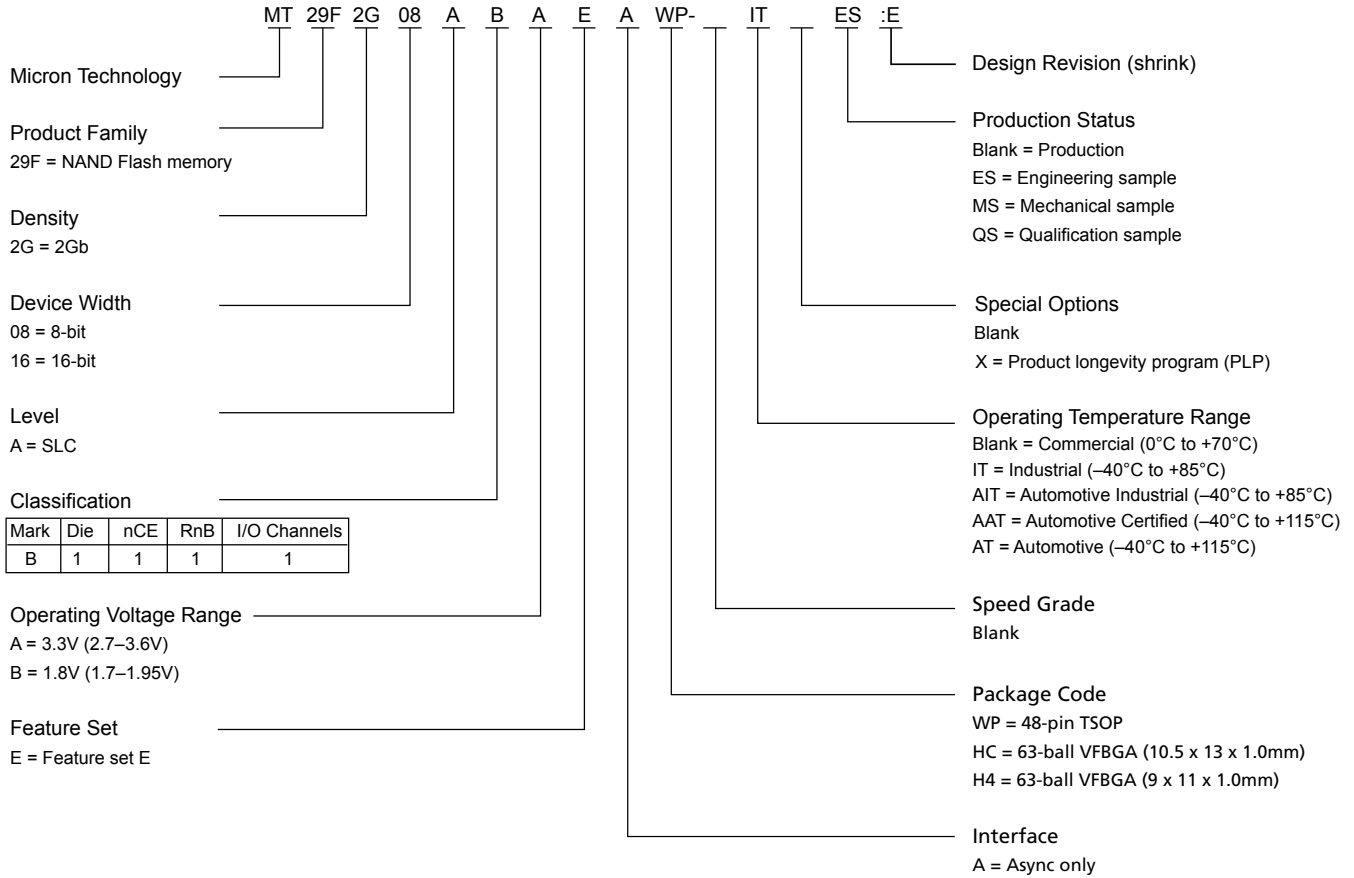 MT 29F 2G 08 A B A E A WP- IT ES :E
Micron Technology
Product Family
29F = NAND Flash memory
Density
2G = 2Gb
Device Width
08 = 8-bit
16 = 16-bit
Level
A = SLC
Classification
Mark Die nCE RnB I/O Channels
B 1 1 1 1
Operating Voltage Range
A = 3.3V (2.7–3.6V)
B = 1.8V (1.7–1.95V)
Feature Set
E = Feature set E
Design Revision (shrink)
Production Status
Blank = Production
ES = Engineering sample
MS = Mechanical sample
QS = Qualification sample
Special Options
Blank
X = Product longevity program (PLP)
Operating Temperature Range
Blank = Commercial (0°C to +70°C)
IT = Industrial (–40°C to +85°C)
AIT = Automotive Industrial (–40°C to +85°C)
AAT = Automotive Certified (–40°C to +115°C)
AT = Automotive (–40°C to +115°C)
Speed Grade
Blank
Package Code
WP = 48-pin TSOP
HC = 63-ball VFBGA (10.5 x 13 x 1.0mm)
H4 = 63-ball VFBGA (9 x 11 x 1.0mm)
Interface
A = Async only